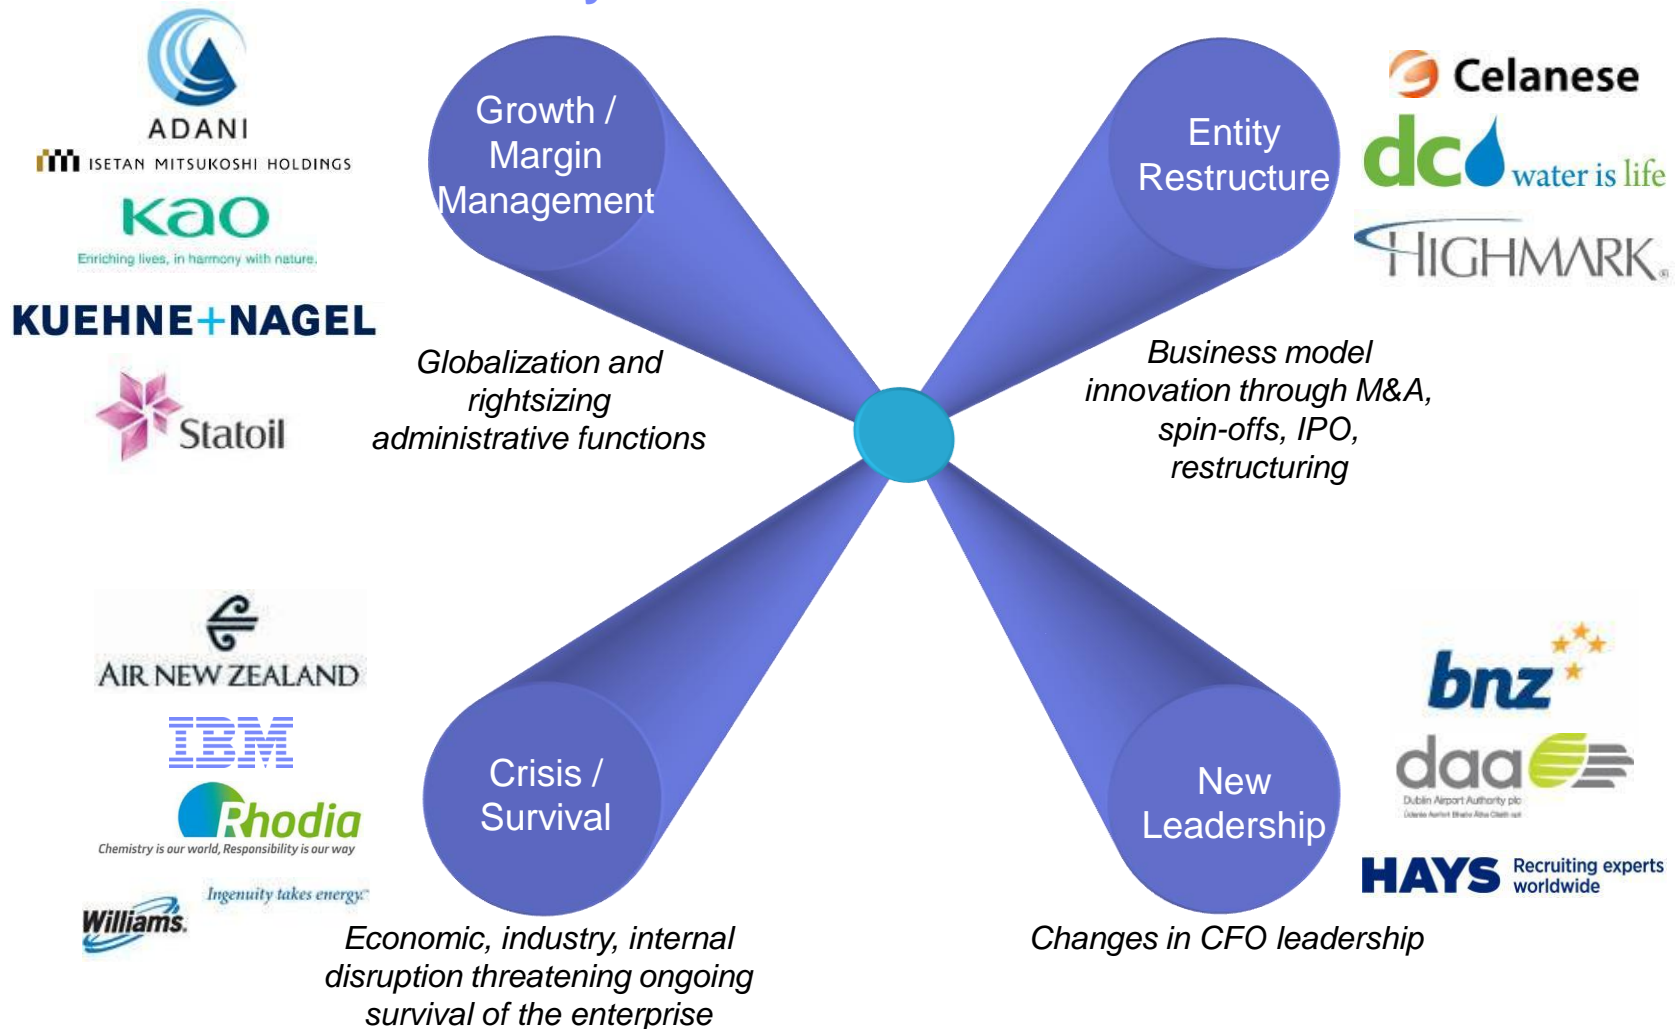 ADANI
ISETAN MITSUKOSHI HOLDINGS
Kao
Enriching lives, in harmony with nature.
KUEHNE+NAGEL
Statoil
Growth /
Margin
Management
Globalization and
rightsizing
administrative functions
Entity
Restructure
Business model
innovation through M&A,
spin-offs, IPO,
restructuring
Celanese
dc water is life
HIGHMARK®
AIR NEW ZEALAND
IBM
Rhodia
Chemistry is our world, Responsibility is our way
Ingenuity takes energy.
Williams.
Crisis /
Survival
Economic, industry, internal
disruption threatening ongoing
survival of the enterprise
New
Leadership
Changes in CFO leadership
bnz
daa
Dublin Airport Authority plc
HAYS Recruiting experts
worldwide